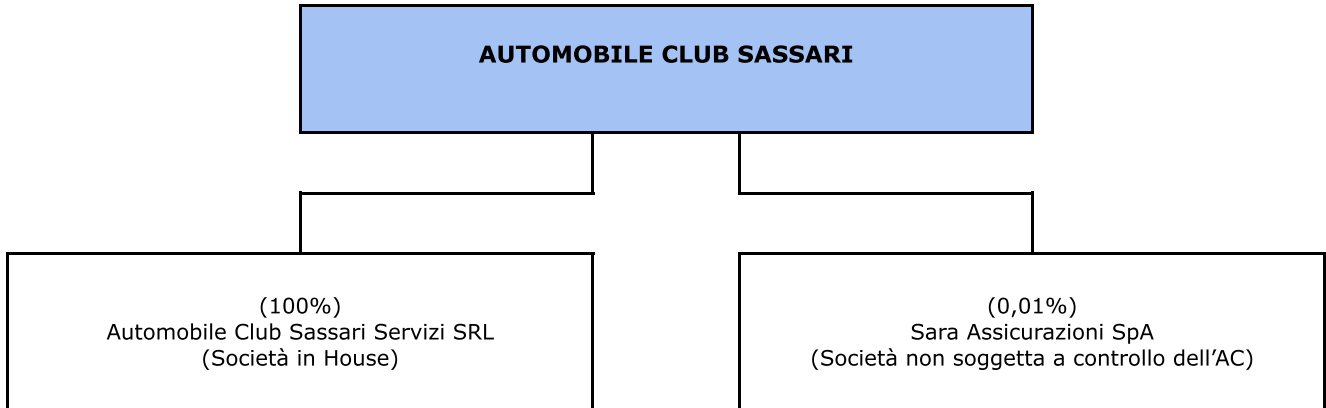 AUTOMOBILE CLUB SASSARI
(100%)
Automobile Club Sassari Servizi SRL
(Società in House)
(0,01%)
Sara Assicurazioni SpA
(Società non soggetta a controllo dell’AC)